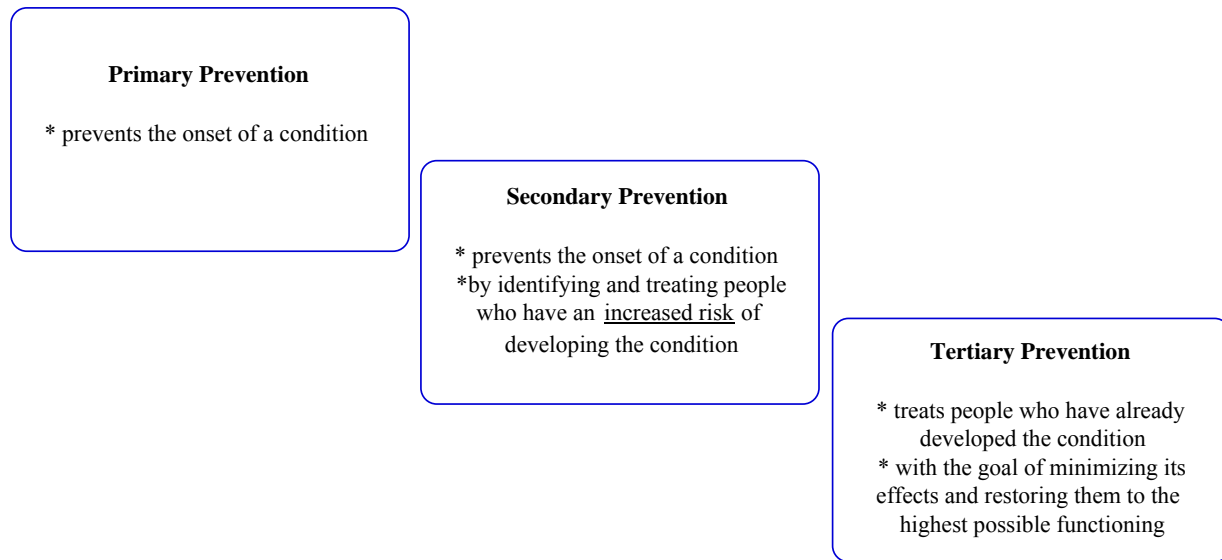 Primary Prevention
* prevents the onset of a condition
Secondary Prevention
* prevents the onset of a condition
*by identifying and treating people
who have an increased risk of
developing the condition
Tertiary Prevention
* treats people who have already
developed the condition
* with the goal of minimizing its
effects and restoring them to the
highest possible functioning